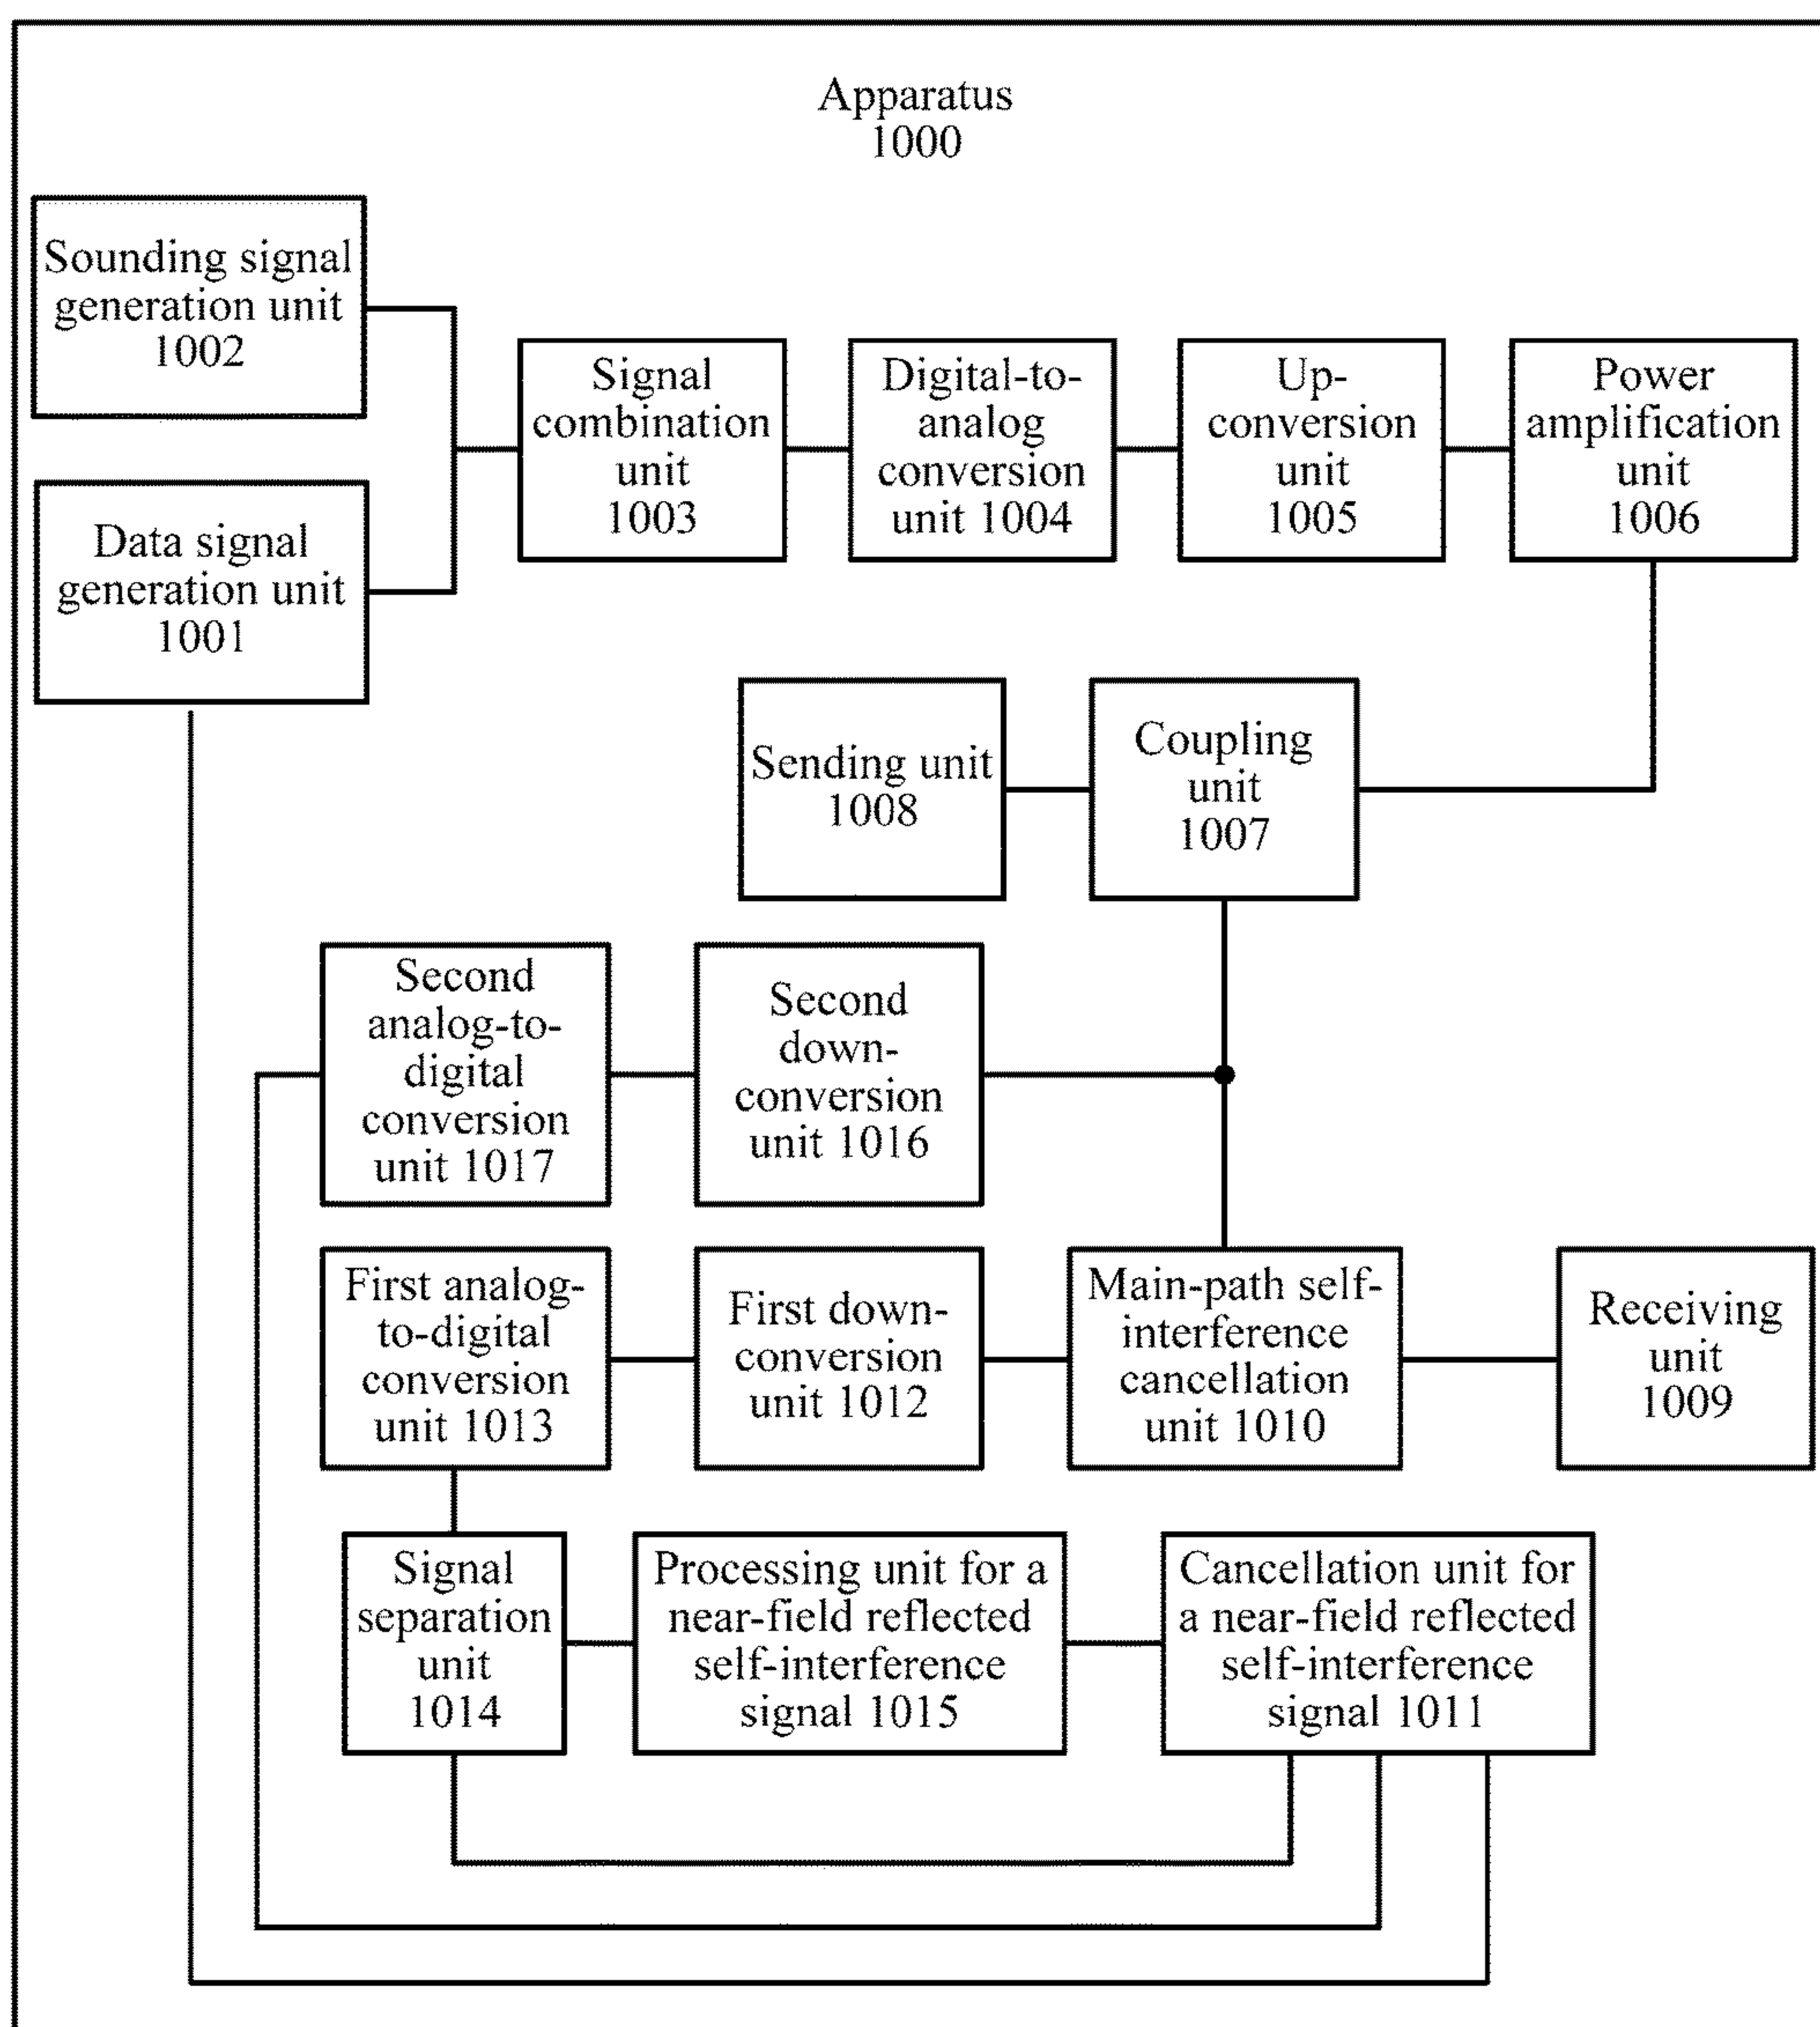 Apparatus
1000
Sounding signal
generation unit
1002
Data signal
generation unit
1001
Signal
combination
unit
1003
Digital-to-
analog
conversion
unit 1004
Up-
conversion
unit
1005
Power
amplification
unit
1006
Sending unit
1008
Coupling
unit
1007
Second
analog-to-
digital
conversion
unit 1017
Second
down-
conversion
unit 1016
First analog-
to-digital
conversion
unit 1013
First down-
conversion
unit 1012
Main-path self-
interference
cancellation
unit 1010
Receiving
unit
1009
Signal
separation
unit
1014
Processing unit for a
near-field reflected
self-interference
signal 1015
Cancellation unit for
a near-field reflected
self-interference
signal 1011